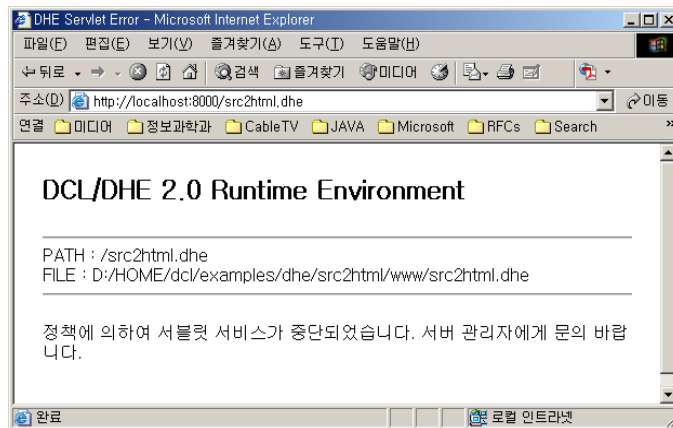 DHE Servlet Error - Microsoft Internet Explorer
파일(F) 편집(E) 보기(V) 즐겨찾기(A) 도구(T) 도움말(H)
뒤로 검색 즐겨찾기 미디어
주소(D) http://localhost:8000/src2html.dhe 이동
연결 미디어 정보과학과 CableTV JAVA Microsoft RFCs Search »
DCL/DHE 2.0 Runtime Environment
PATH : /src2html.dhe
FILE : D:/HOME/dcl/examples/dhe/src2html/www/src2html.dhe
정책에 의하여 서블릿 서비스가 중단되었습니다. 서버 관리자에게 문의 바랍
니다.
완료 로컬 인트라넷